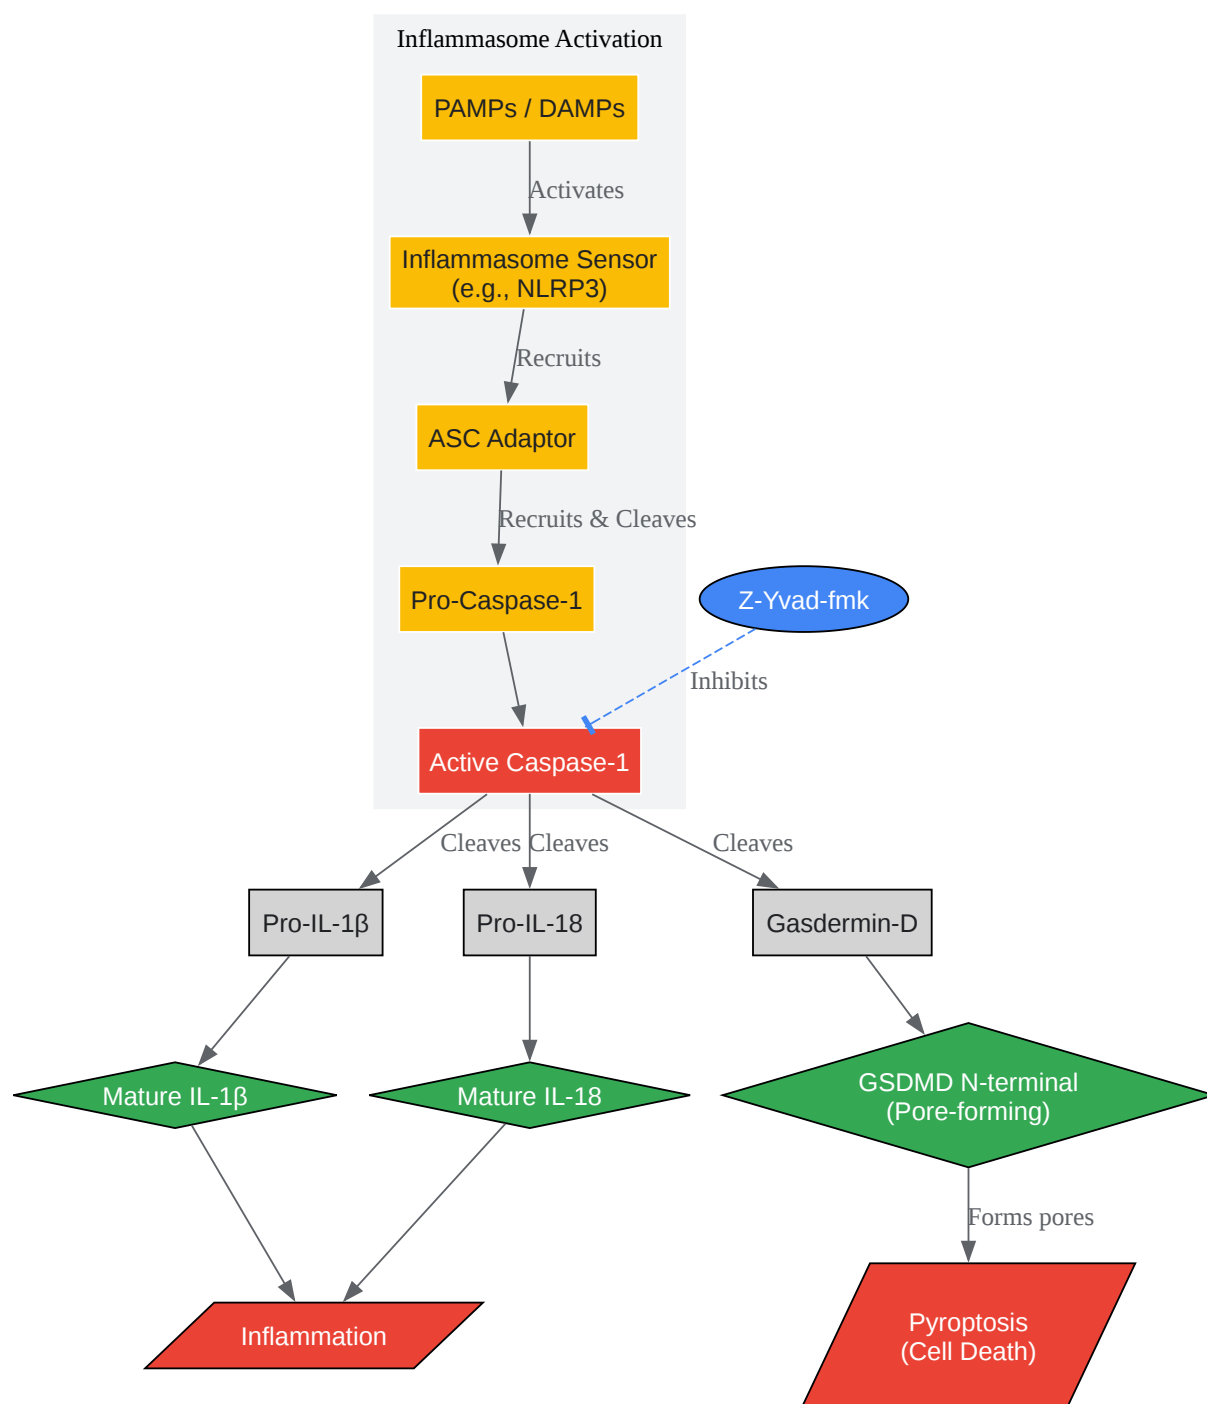 Inflammasome Activation
PAMPs / DAMPs
Activates
Inflammasome Sensor
(e.g., NLRP3)
Recruits
ASC Adaptor
Recruits & Cleaves
Pro-Caspase-1
Z-Yvad-fmk
Inhibits
Active Caspase-1
Cleaves
Cleaves
Cleaves
Pro-IL-1β
Pro-IL-18
Gasdermin-D
Mature IL-1β
Mature IL-18
GSDMD N-terminal
(Pore-forming)
Forms pores
Inflammation
Pyroptosis
(Cell Death)